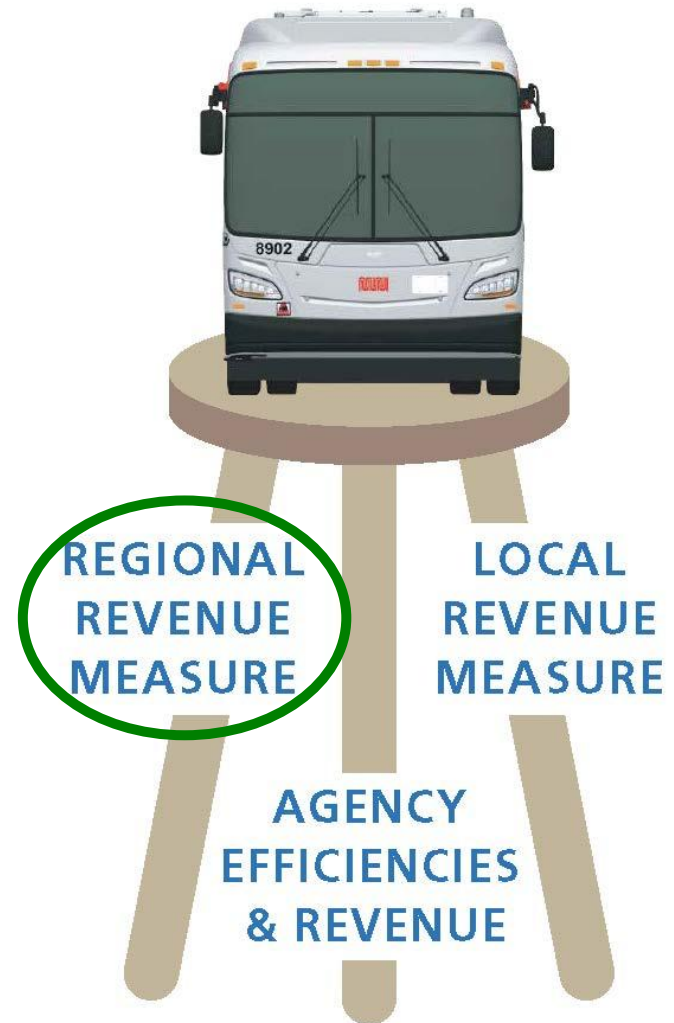 8902
REGIONAL
REVENUE
MEASURE
LOCAL
REVENUE
MEASURE
AGENCY
EFFICIENCIES
& REVENUE